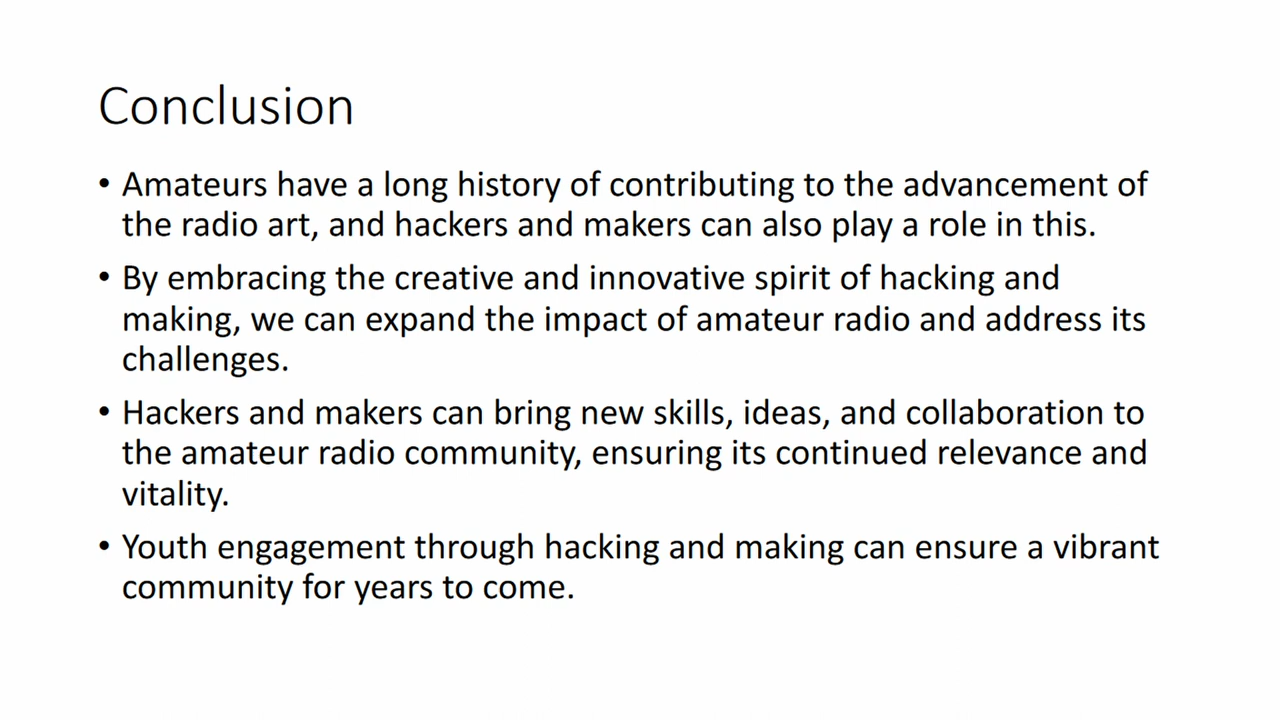 Conclusion
• Amateurs have a long history of contributing to the advancement of
the radio art, and hackers and makers can also play a role in this.
• By embracing the creative and innovative spirit of hacking and
making, we can expand the impact of amateur radio and address its
challenges.
• Hackers and makers can bring new skills, ideas, and collaboration to
the amateur radio community, ensuring its continued relevance and
vitality.
• Youth engagement through hacking and making can ensure a vibrant
community for years to come.